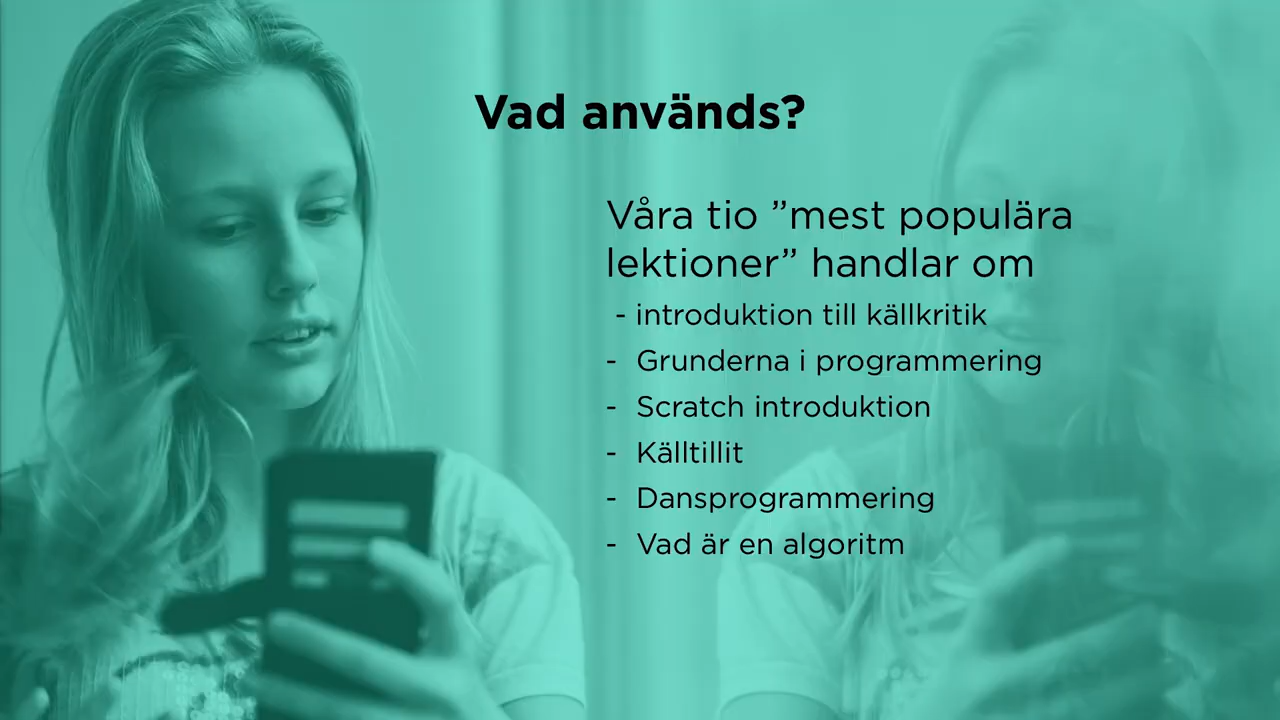 Vad används?
Våra tio ”mest populära
lektioner” handlar om
- introduktion till källkritik
- Grunderna i programmering
- Scratch introduktion
- Källtillit
- Dansprogrammering
- Vad är en algoritm